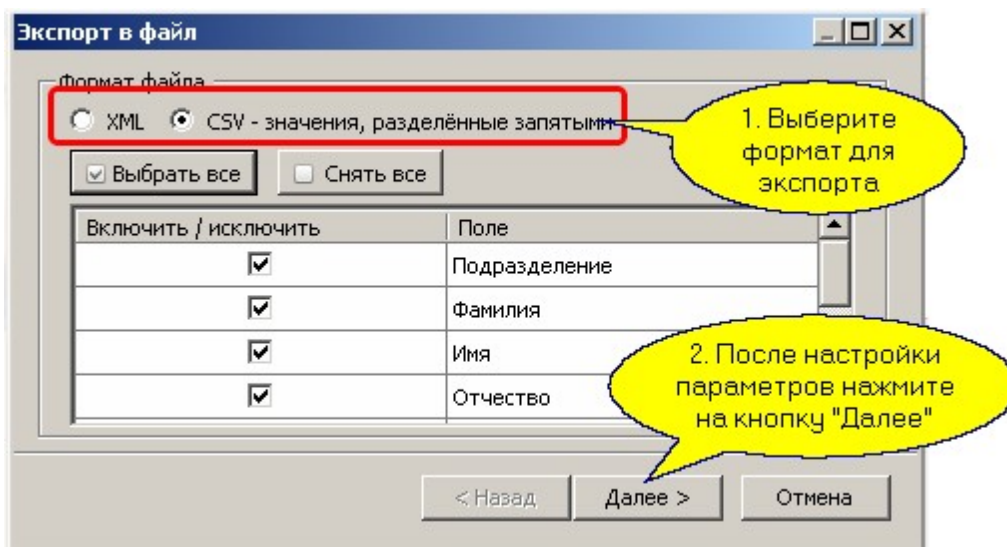 Экспорт в файл
Формат файла
XML CSV - значения, разделённые запятыми
1. Выберите
формат для
экспорта
Выбрать все Снять все
Включить / исключить Поле
Подразделение
Фамилия
Имя
Отчество
2. После настройки
параметров нажмите
на кнопку "Далее"
< Назад Далее > Отмена